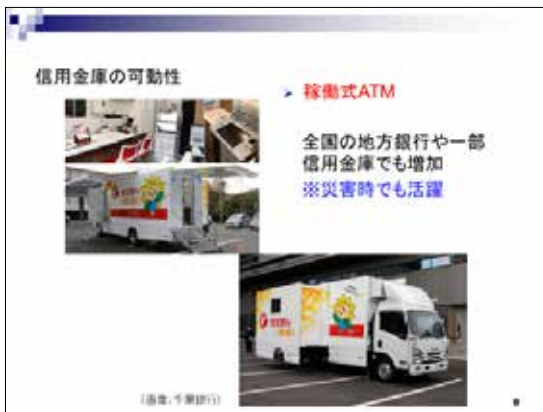 信用金庫の可動性
➢ 稼働式ATM
全国の地方銀行や一部
信用金庫でも増加
※災害時でも活躍
(画像:千葉銀行)